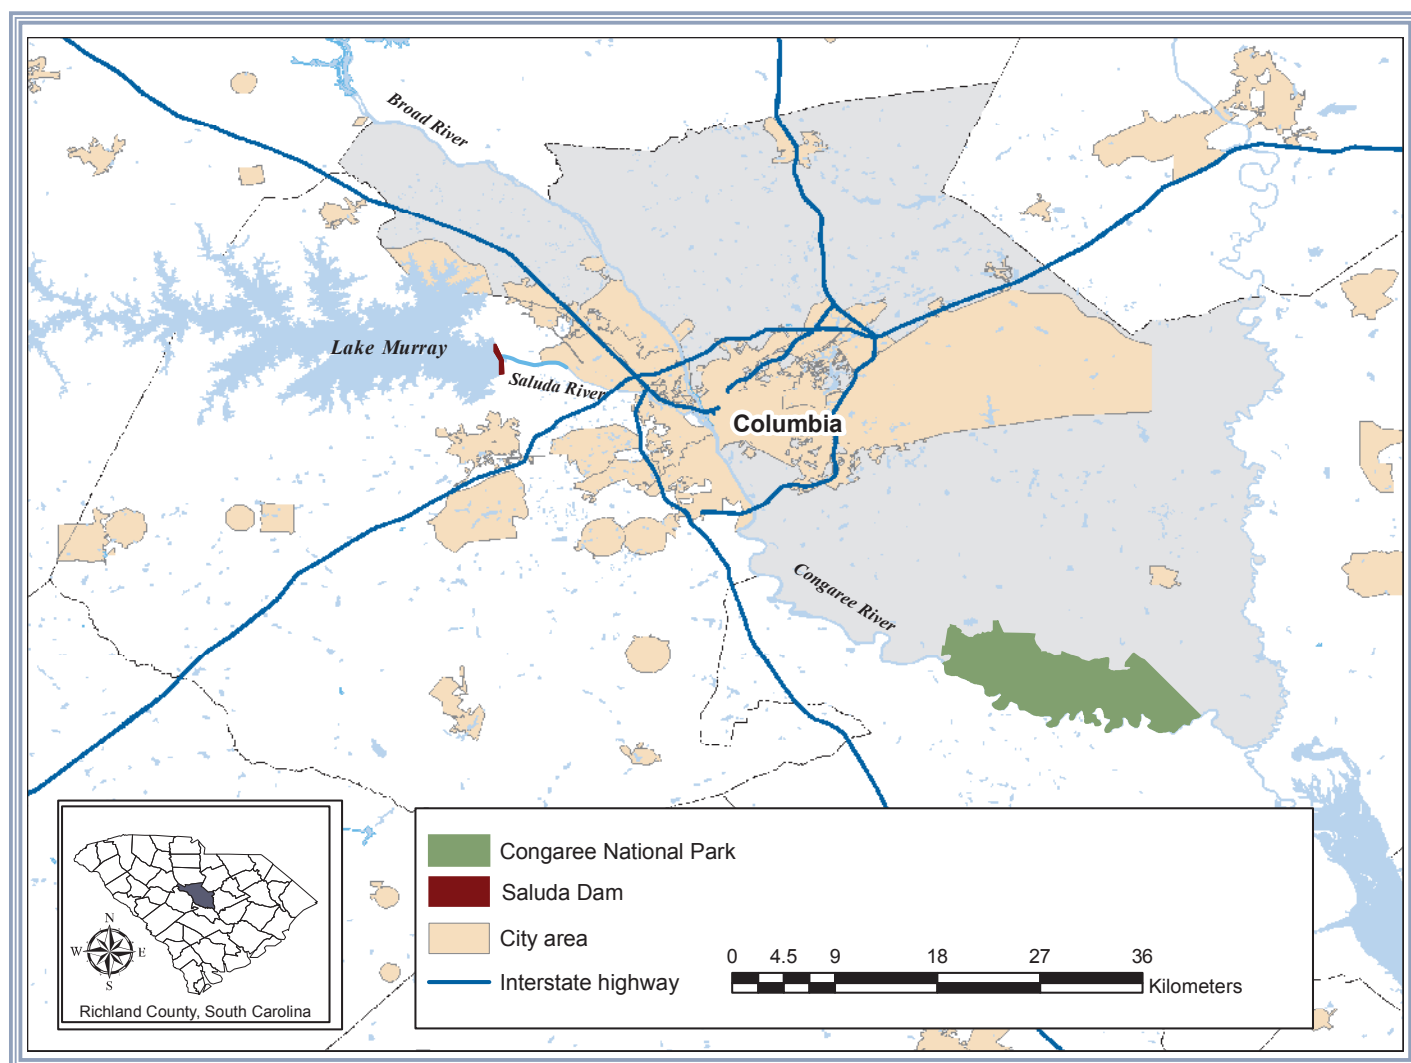 Broad River
Lake Murray
Saluda River
Columbia
Congaree River
Congaree National Park
Saluda Dam
City area
Interstate highway
0 4.5 9 18 27 36
Kilometers
N
W E
S
Richland County, South Carolina